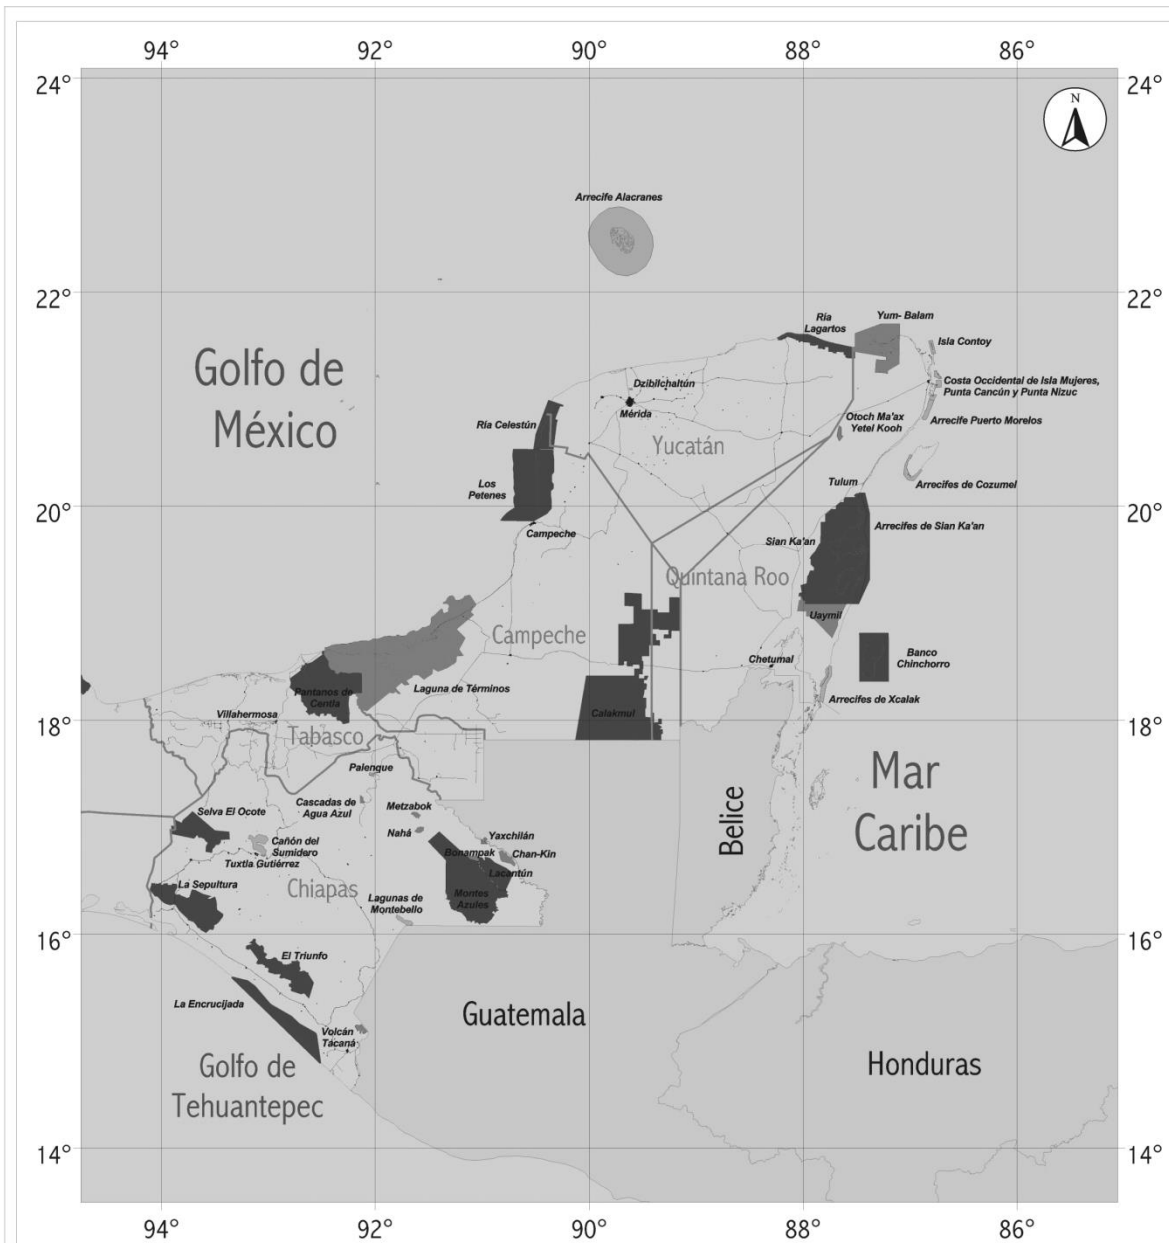 94°
92°
90°
88°
86°
24°
24°
N
Arrecife Alacranes
22°
22°
Ría
Lagartos
Yum- Balam
Isla Contoy
Golfo de
México
Dzibilchaltún
Mérida
Costa Occidental de Isla Mujeres,
Punta Cancún y Punta Nizuc
Ría Celestún
Otoch Ma'ax
Yetel Kooh
Arrecife Puerto Morelos
Yucatán
Los
Petenes
Tulum
Arrecifes de Cozumel
20°
20°
Campeche
Arrecifes de Sian Ka'an
Sian Ka'an
Quintana Roo
Uaymil
Campeche
Chetumal
Banco
Chinchorro
Laguna de Términos
Pantanos de
Centla
Arrecifes de Xcalak
Villahermosa
Calakmul
18°
18°
Tabasco
Palenque
Mar
Caribe
Cascadas de
Agua Azul
Metzabok
Selva El Ocote
Nahá
Yaxchilán
Belice
Cañón del
Sumidero
Tuxtla Gutiérrez
Bonampak
Chan-Kin
Lacantún
La Sepultura
Chiapas
Lagunas de
Montebello
Montes
Azules
16°
16°
El Triunfo
La Encrucijada
Guatemala
Volcán
Tacaná
Golfo de
Tehuantepec
Honduras
14°
14°
94°
92°
90°
88°
86°